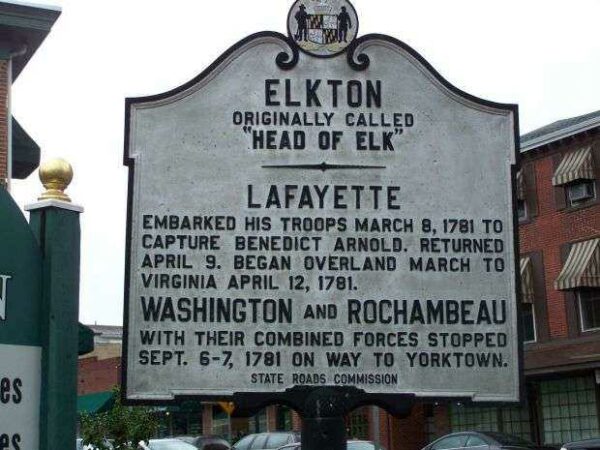 ELKTON
ORIGINALLY CALLED
"HEAD OF ELK"
LAFAYETTE
EMBARKED HIS TROOPS MARCH 8, 1781 TO
CAPTURE BENEDICT ARNOLD. RETURNED
APRIL 9. BEGAN OVERLAND MARCH TO
VIRGINIA APRIL 12, 1781.
WASHINGTON AND ROCHAMBEAU
WITH THEIR COMBINED FORCES STOPPED
SEPT. 6-7, 1781 ON WAY TO YORKTOWN.
STATE ROADS COMMISSION